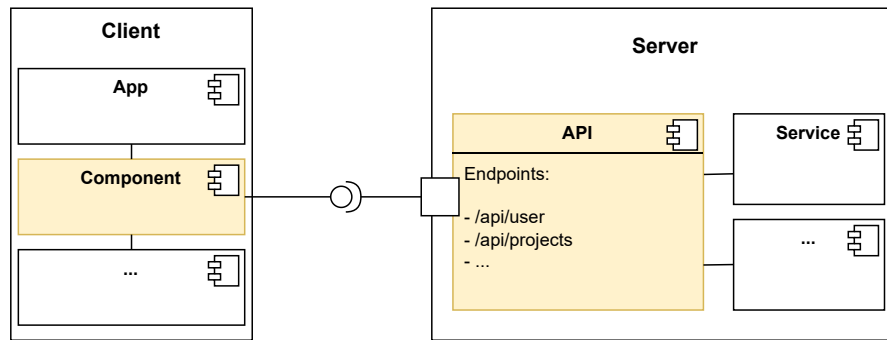 Client
App
Component
...
Server
API
Endpoints:
- /api/user
- /api/projects
- ...
Service
...